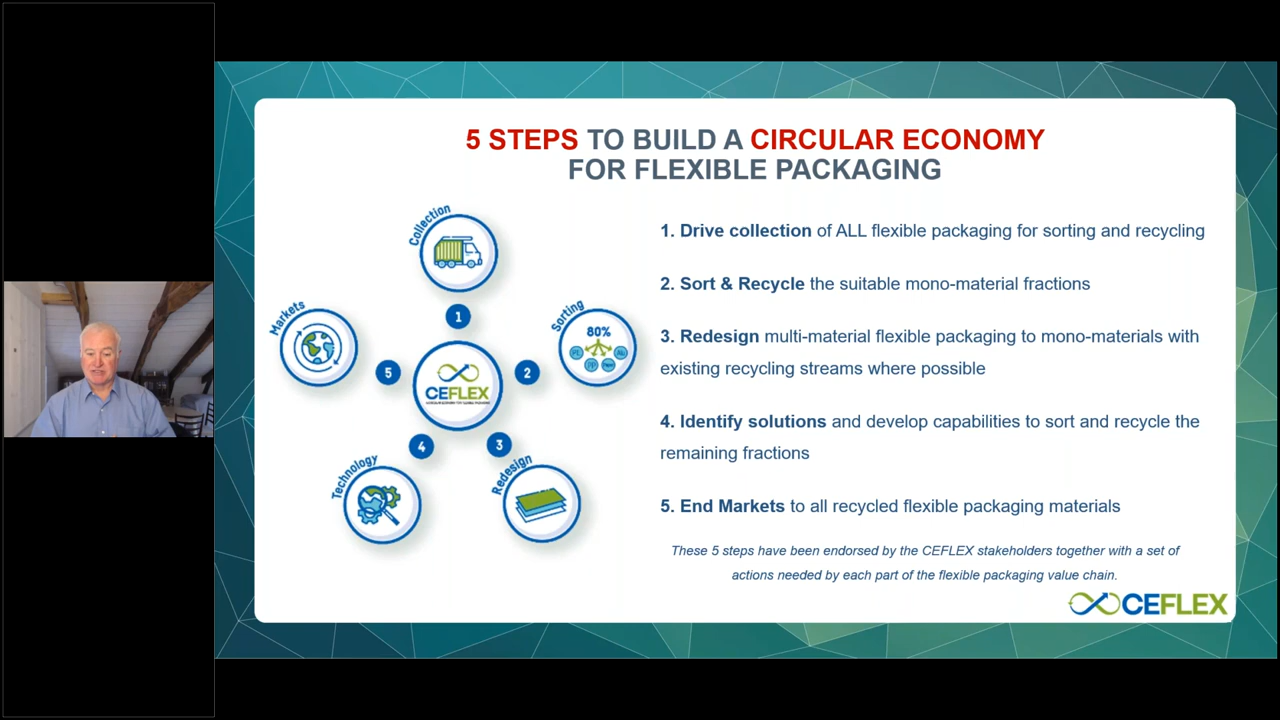 5 STEPS TO BUILD A CIRCULAR ECONOMY
FOR FLEXIBLE PACKAGING
Collection
1
Markets
5
CEFLEX
Sorting
80%
PE
PP
2
Technology
4
Redesign
3
1. Drive collection of ALL flexible packaging for sorting and recycling
2. Sort & Recycle the suitable mono-material fractions
3. Redesign multi-material flexible packaging to mono-materials with
existing recycling streams where possible
4. Identify solutions and develop capabilities to sort and recycle the
remaining fractions
5. End Markets to all recycled flexible packaging materials
These 5 steps have been endorsed by the CEFLEX stakeholders together with a set of
actions needed by each part of the flexible packaging value chain.
CEFLEX